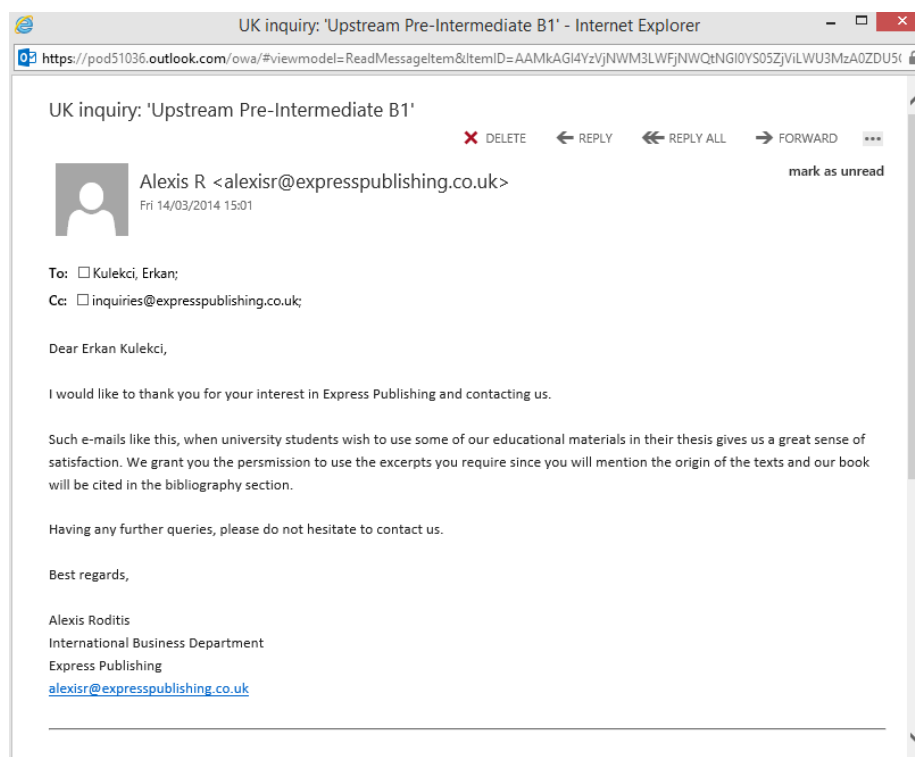 UK inquiry: 'Upstream Pre-Intermediate B1' - Internet Explorer
https://pod51036.outlook.com/owa/#viewmodel=ReadMessageItem&ItemID=AAMkAGI4YzVjNWM3LWFjNWQtNGI0YS05ZjViLWU3MzA0ZDU5(
UK inquiry: 'Upstream Pre-Intermediate B1'
DELETE REPLY REPLY ALL FORWARD ...
mark as unread
Alexis R <alexisr@expresspublishing.co.uk>
Fri 14/03/2014 15:01
To: Kulekci, Erkan;
Cc: inquiries@expresspublishing.co.uk;
Dear Erkan Kulekci,
I would like to thank you for your interest in Express Publishing and contacting us.
Such e-mails like this, when university students wish to use some of our educational materials in their thesis gives us a great sense of
satisfaction. We grant you the persmission to use the excerpts you require since you will mention the origin of the texts and our book
will be cited in the bibliography section.
Having any further queries, please do not hesitate to contact us.
Best regards,
Alexis Roditis
International Business Department
Express Publishing
alexisr@expresspublishing.co.uk